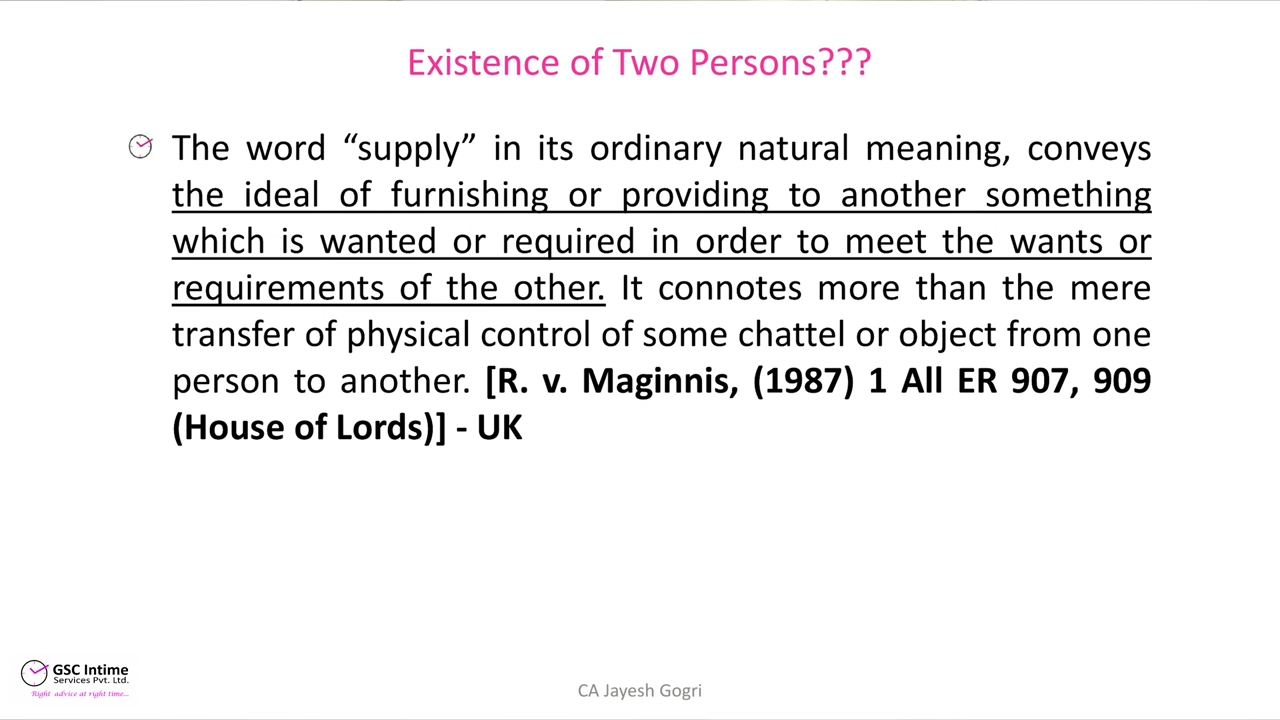 Existence of Two Persons???
The word “supply” in its ordinary natural meaning, conveys
the ideal of furnishing or providing to another something
which is wanted or required in order to meet the wants or
requirements of the other. It connotes more than the mere
transfer of physical control of some chattel or object from one
person to another. [R. v. Maginnis, (1987) 1 All ER 907, 909
(House of Lords)] - UK
GSC Intime
Services Pvt. Ltd.
Right advice at right time...
CA Jayesh Gogri